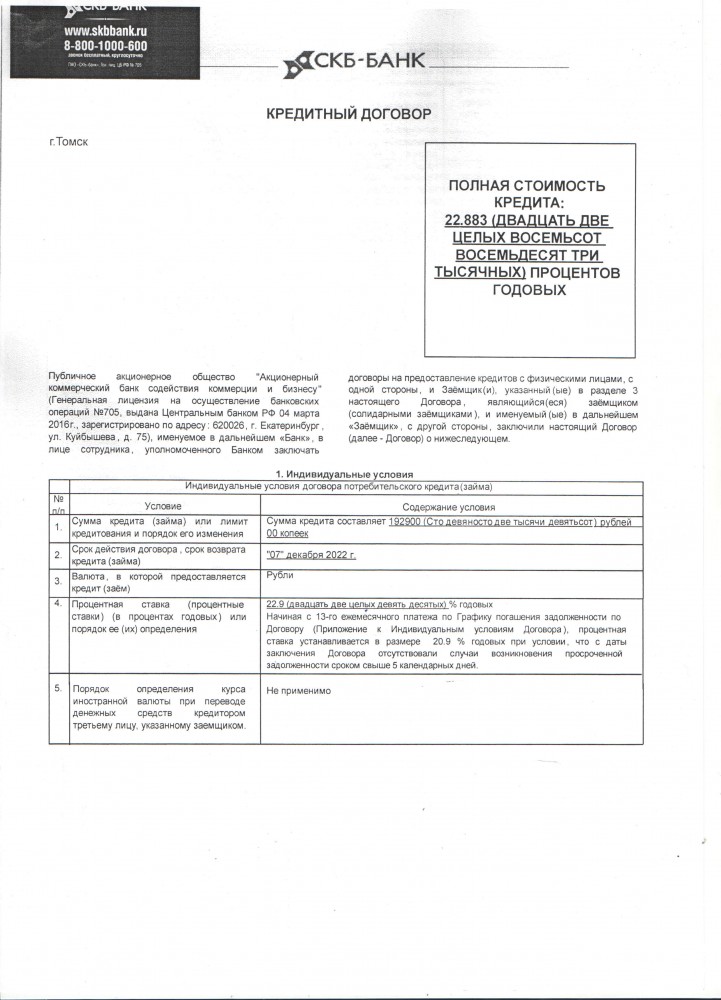 СКБ-БАНК
www.skbbank.ru
8-800-1000-600
звонок бесплатный, круглосуточно
СКБ-БАНК
КРЕДИТНЫЙ ДОГОВОР
г.Томск
ПОЛНАЯ СТОИМОСТЬ
КРЕДИТА:
22.883 (ДВАДЦАТЬ ДВЕ
ЦЕЛЫХ ВОСЕМЬСОТ
ВОСЕМЬДЕСЯТ ТРИ
ТЫСЯЧНЫХ) ПРОЦЕНТОВ
ГОДОВЫХ
Публичное акционерное общество "Акционерный
коммерческий банк содействия коммерции и бизнесу"
(Генеральная лицензия на осуществление банковских
операций №705, выдана Центральным банком РФ 04 марта
2016г., зарегистрировано по адресу: 620026, г. Екатеринбург,
ул. Куйбышева, д. 75), именуемое в дальнейшем «Банк», в
лице сотрудника, уполномоченного Банком заключать
договоры на предоставление кредитов с физическими лицами, с
одной стороны, и Заёмщик(и), указанный(ые) в разделе 3
настоящего Договора, являющийся(еся) заёмщиком
(солидарными заёмщиками), и именуемый(ые) в дальнейшем
«Заёмщик», с другой стороны, заключили настоящий Договор
(далее - Договор) о нижеследующем.
1. Индивидуальные условия
Индивидуальные условия договора потребительского кредита(займа)
№
п/п
Условие
Содержание условия
1.
Сумма кредита (займа) или лимит
кредитования и порядок его изменения
Сумма кредита составляет 192900 (Сто девяносто две тысячи девятьсот) рублей
00 копеек
2.
Срок действия договора, срок возврата
кредита (займа)
"07" декабря 2022 г.
3.
Валюта, в которой предоставляется
кредит (заём)
Рубли
4.
Процентная ставка (процентные
ставки) (в процентах годовых) или
порядок ее (их) определения
22.9 (двадцать две целых девять десятых) % годовых
Начиная с 13-го ежемесячного платежа по Графику погашения задолженности по
Договору (Приложение к Индивидуальным условиям Договора), процентная
ставка устанавливается в размере 20.9 % годовых при условии, что с даты
заключения Договора отсутствовали случаи возникновения просроченной
задолженности сроком свыше 5 календарных дней.
5.
Порядок определения курса
иностранной валюты при переводе
денежных средств кредитором
третьему лицу, указанному заемщиком.
Не применимо